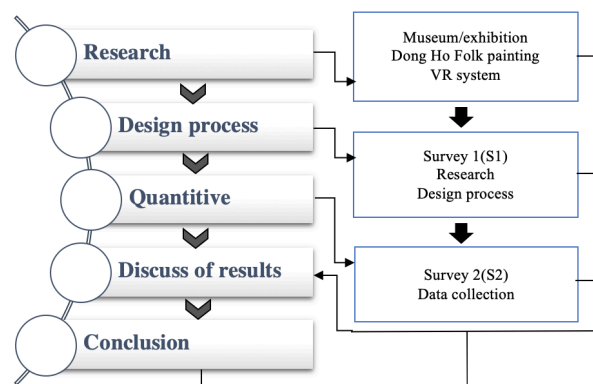 Research
Design process
Quantitive
Discuss of results
Conclusion
Museum/exhibition
Dong Ho Folk painting
VR system
Survey 1(S1)
Research
Design process
Survey 2(S2)
Data collection